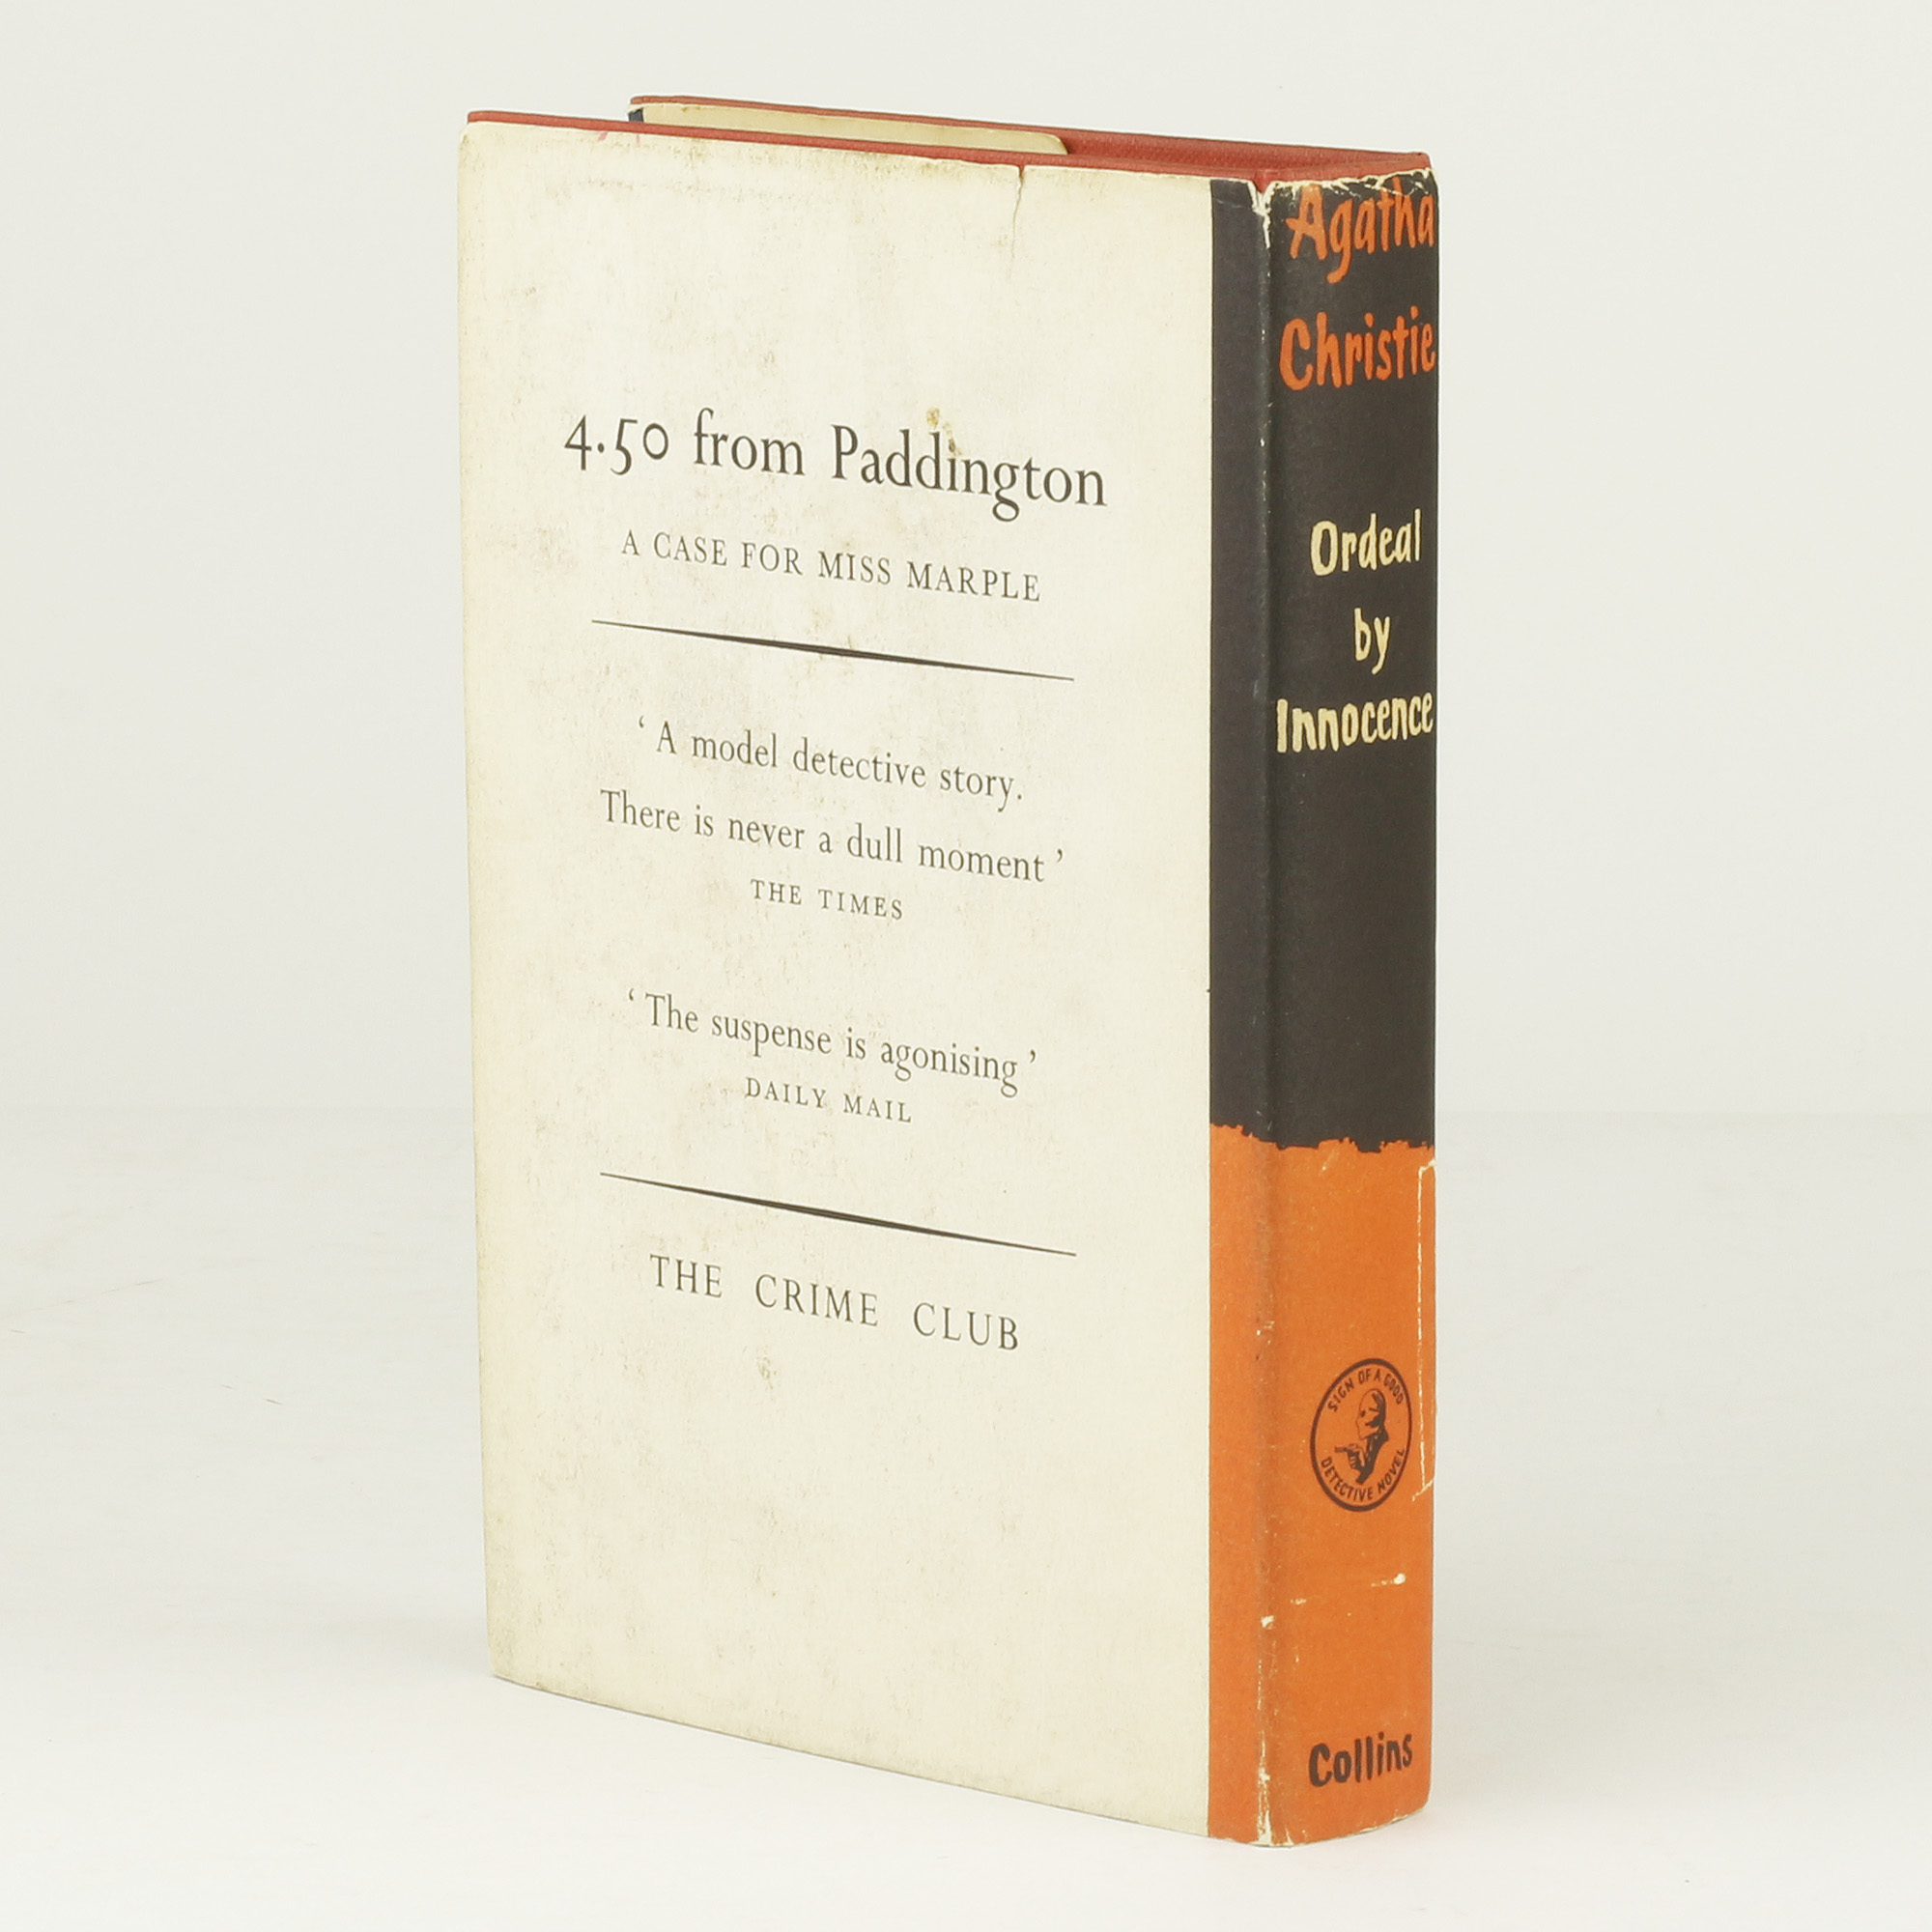 4.50 from Paddington
A CASE FOR MISS MARPLE
‘ A model detective story.
There is never a dull moment ’
THE TIMES
‘ The suspense is agonising ’
DAILY MAIL
THE CRIME CLUB
Agatha
Christie
Ordeal
by
Innocence
SIGN OF A GOOD
DETECTIVE NOVEL
Collins